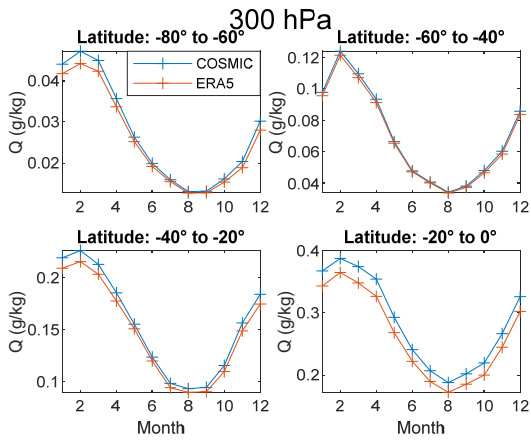 300 hPa
Latitude: -80° to -60°
Latitude: -60° to -40°
COSMIC
ERA5
Q (g/kg)
0.04
0.03
0.02
2 4 6 8 10 12
Q (g/kg)
0.12
0.1
0.08
0.06
0.04
2 4 6 8 10 12
Latitude: -40° to -20°
Latitude: -20° to 0°
Q (g/kg)
0.2
0.15
0.1
2 4 6 8 10 12
Month
Q (g/kg)
0.4
0.3
0.2
2 4 6 8 10 12
Month